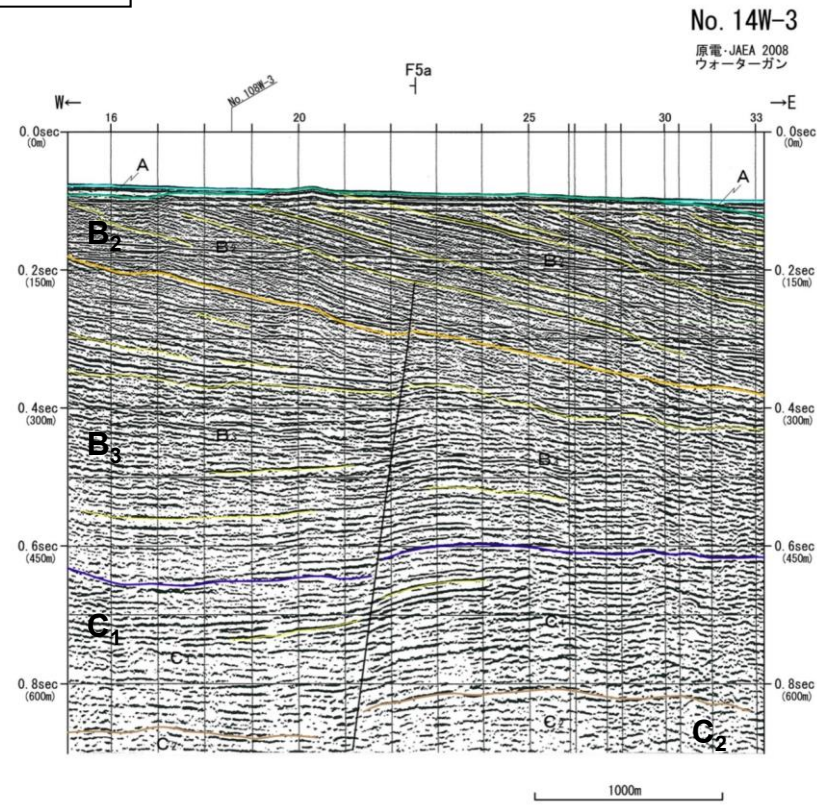 No. 14W-3
原電・JAEA 2008
ウォーターガン
F5a
No.108W-3
W← →E
16 20 25 30 33
0.0sec 0.0sec
(0m) (0m)
A A
B2 B2 B2
0.2sec 0.2sec
(150m) (150m)
0.4sec 0.4sec
(300m) (300m)
B3 B3 B3
0.6sec 0.6sec
(450m) (450m)
C1 C1 C1
0.8sec 0.8sec
(600m) (600m)
C2 C2 C2
1000m